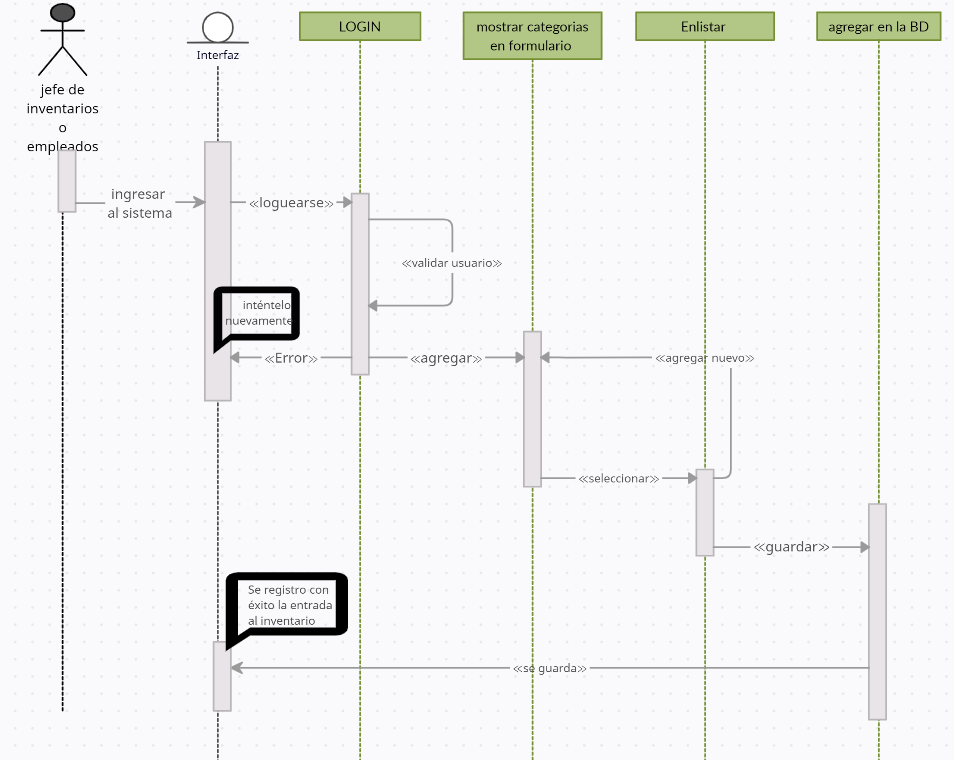 jefe de
inventarios
o
empleados
Interfaz
LOGIN
mostrar categorias
en formulario
Enlistar
agregar en la BD
ingresar
al sistema
«loguearse»
«validar usuario»
inténtelo
nuevamente
«Error»
«agregar»
«agregar nuevo»
«seleccionar»
«guardar»
Se registro con
éxito la entrada
al inventario
«se guarda»